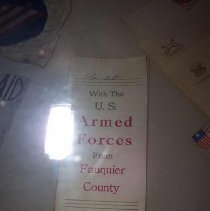 With The
U.S.
Armed
Forces
From
Fauquier
County